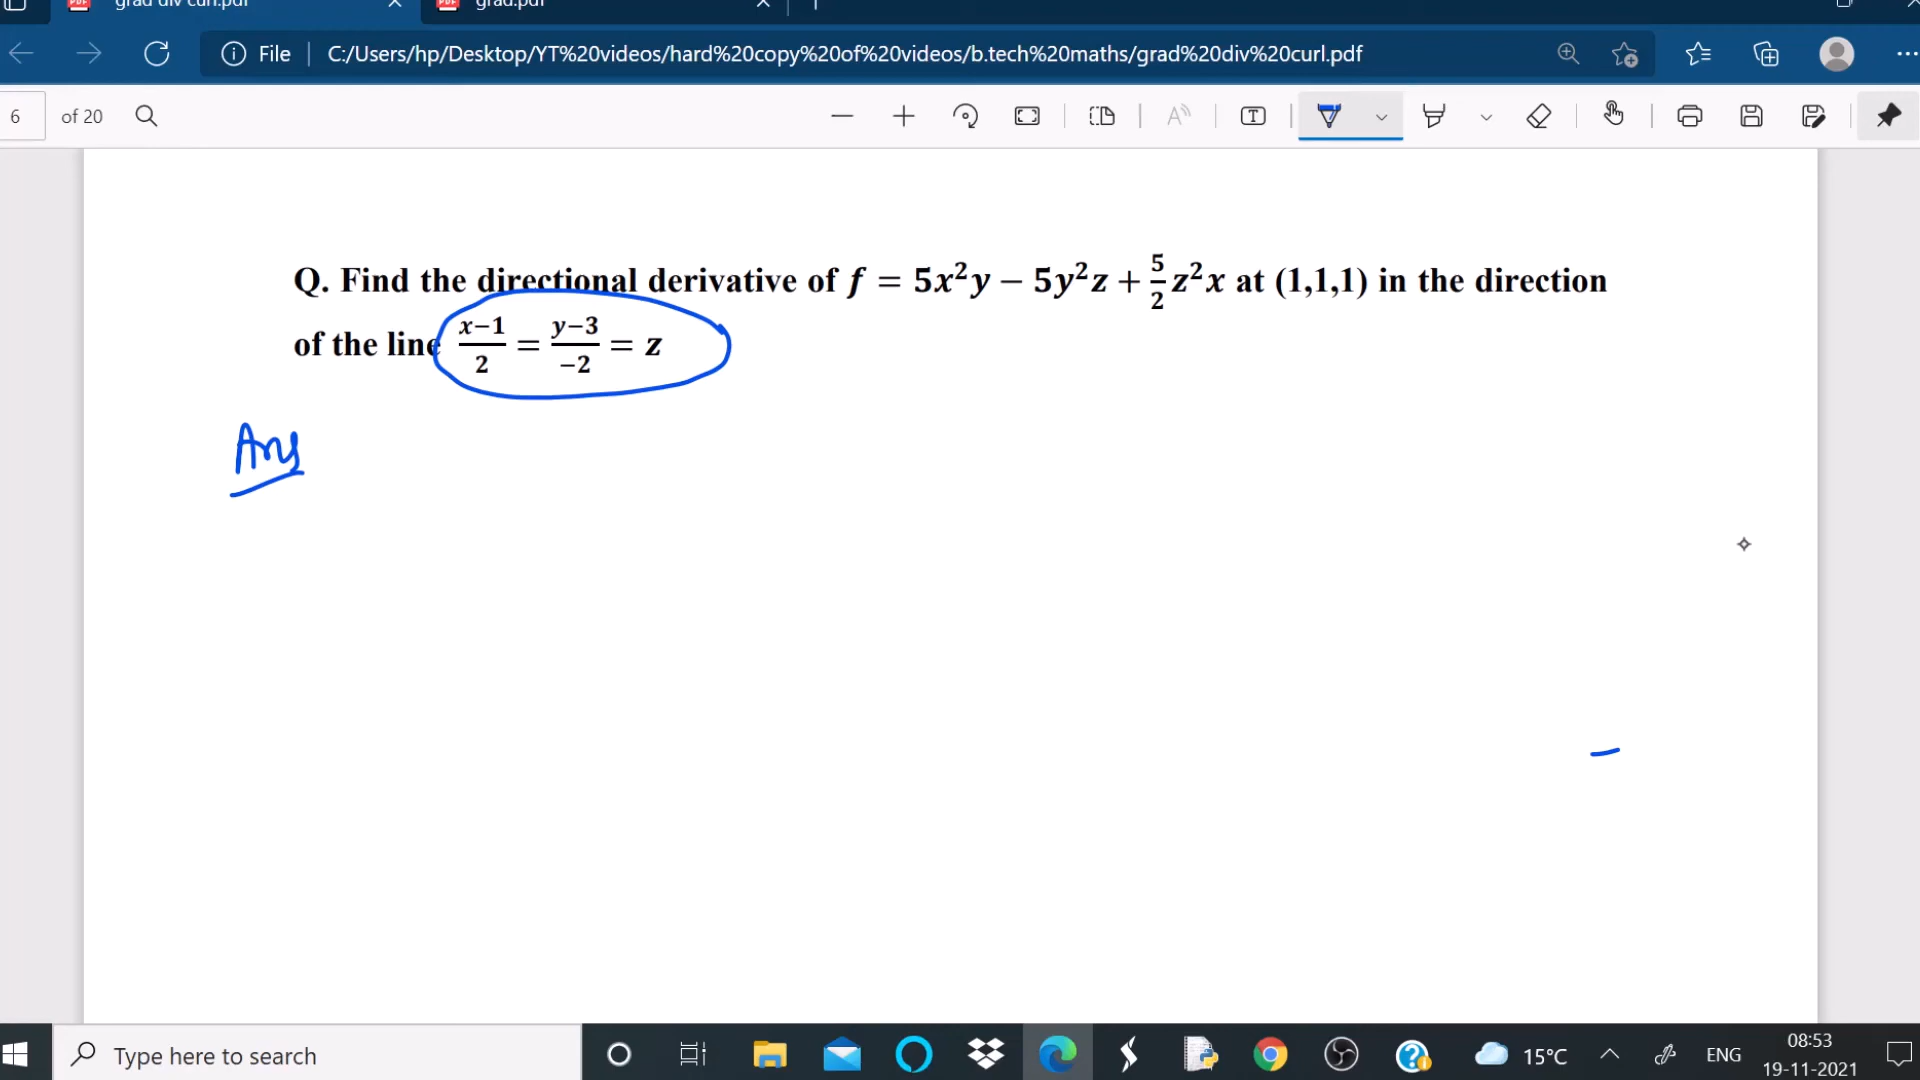 grad div curl.pdf
grad.pdf
File C:/Users/hp/Desktop/YT%20videos/hard%20copy%20of%20videos/b.tech%20maths/grad%20div%20curl.pdf
6 of 20
Q. Find the directional derivative of f = 5x²y − 5y²z + 5/2 z²x at (1,1,1) in the direction
of the line x−1/2 = y−3/−2 = z
Ans
Type here to search
15°C
ENG
08:53
19-11-2021